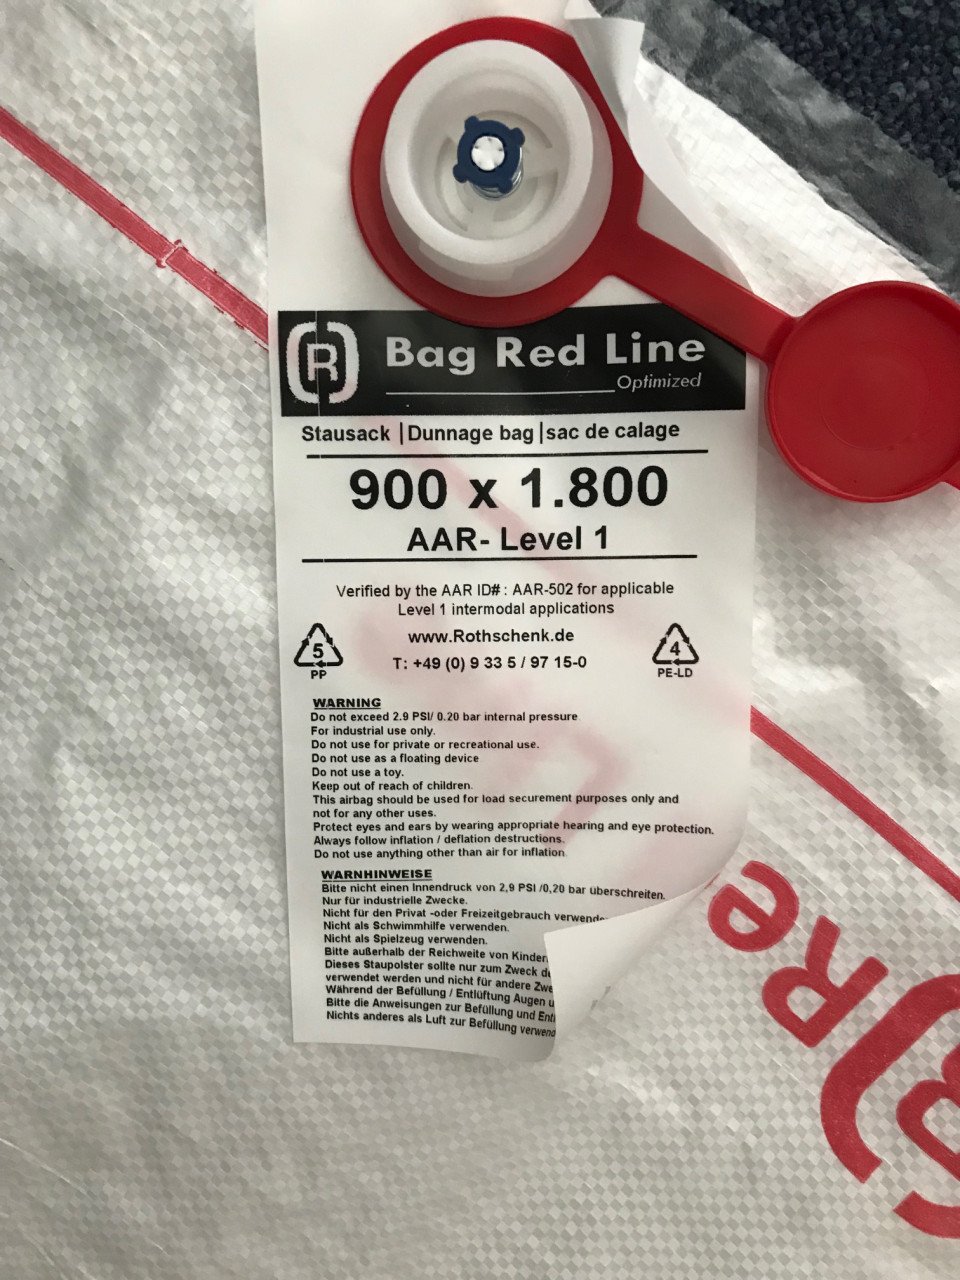 R Bag Red Line
Optimized
Stausack | Dunnage bag | sac de calage
900 x 1.800
AAR- Level 1
Verified by the AAR ID# : AAR-502 for applicable
Level 1 intermodal applications
www.Rothschenk.de
T: +49 (0) 9 33 5 / 97 15-0
5
PP
4
PE-LD
WARNING
Do not exceed 2.9 PSI/ 0.20 bar internal pressure
For industrial use only.
Do not use for private or recreational use.
Do not use as a floating device
Do not use a toy.
Keep out of reach of children.
This airbag should be used for load securement purposes only and
not for any other uses.
Protect eyes and ears by wearing appropriate hearing and eye protection.
Always follow inflation / deflation destructions.
Do not use anything other than air for inflation
WARNHINWEISE
Bitte nicht einen Innendruck von 2,9 PSI /0,20 bar überschreiten.
Nur für industrielle Zwecke.
Nicht für den Privat -oder Freizeitgebrauch
Nicht als Schwimmhilfe verwenden.
Nicht als Spielzeug verwenden.
Bitte außerhalb der Reichweite von Kinder
Dieses Staupolster sollte nur zum Zweck
verwendet werden und nicht für andere
Während der Befüllung / Entlüftung Augen
Bitte die Anweisungen zur Befüllung und
Nichts anderes als Luft zur Befüllung
Re